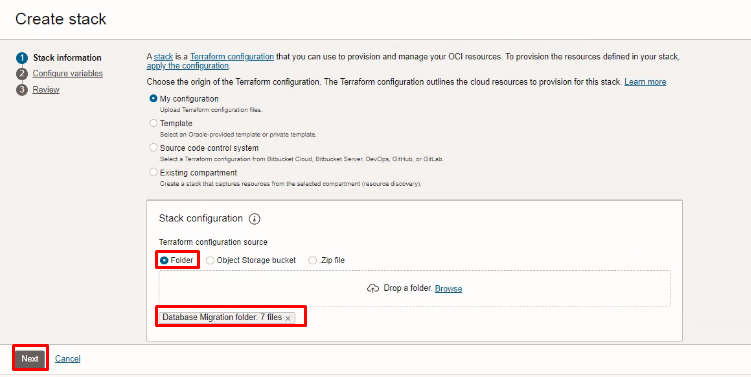 Create stack
1 Stack information
2 Configure variables
3 Review
A stack is a Terraform configuration that you can use to provision and manage your OCI resources. To provision the resources defined in your stack,
apply the configuration.
Choose the origin of the Terraform configuration. The Terraform configuration outlines the cloud resources to provision for this stack. Learn more
My configuration
Upload Terraform configuration files.
Template
Select an Oracle-provided template or private template.
Source code control system
Select a Terraform configuration from Bitbucket Cloud, Bitbucket Server, DevOps, GitHub, or GitLab.
Existing compartment
Create a stack that captures resources from the selected compartment (resource discovery).
Stack configuration
Terraform configuration source
Folder Object Storage bucket .Zip file
Drop a folder. Browse
Database Migration folder: 7 files ×
Next Cancel